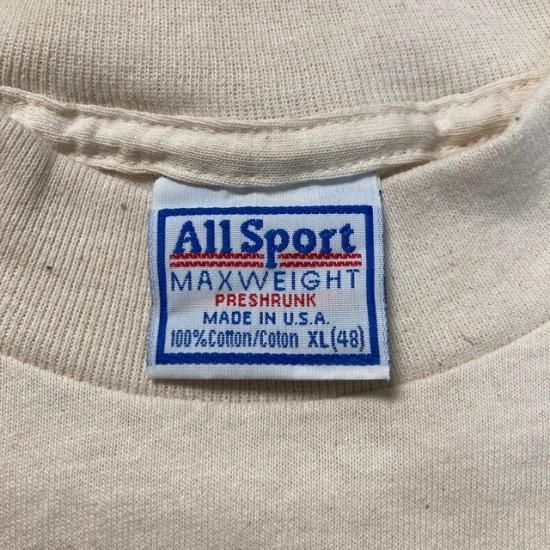 All Sport
MAXWEIGHT
PRESHRUNK
MADE IN U.S.A.
100% Cotton/Coton XL (48)